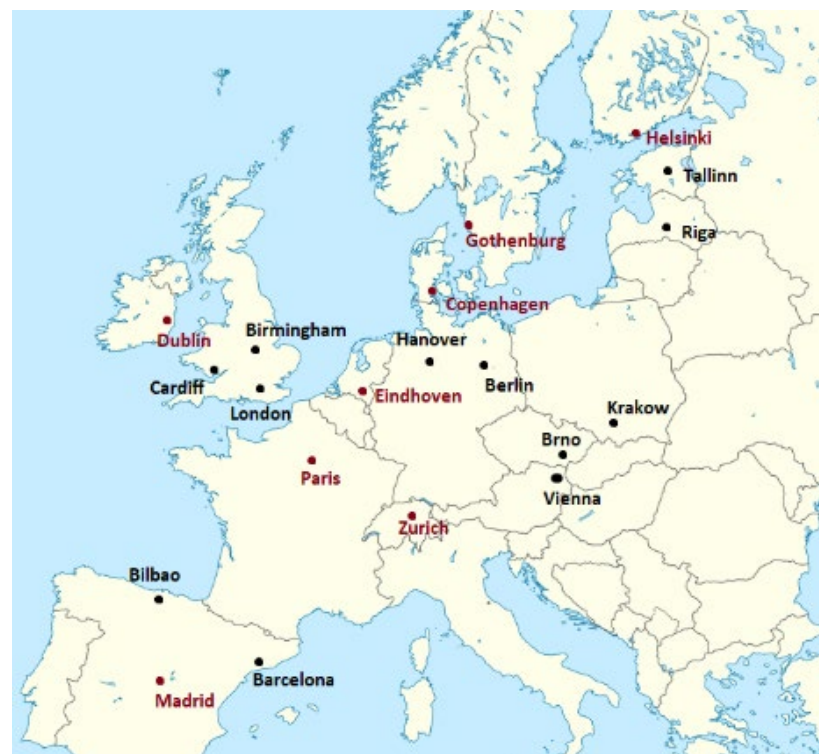 Helsinki
Tallinn
Riga
Gothenburg
Copenhagen
Dublin
Birmingham
Hanover
Cardiff
Berlin
London
Eindhoven
Krakow
Brno
Paris
Vienna
Zurich
Bilbao
Barcelona
Madrid